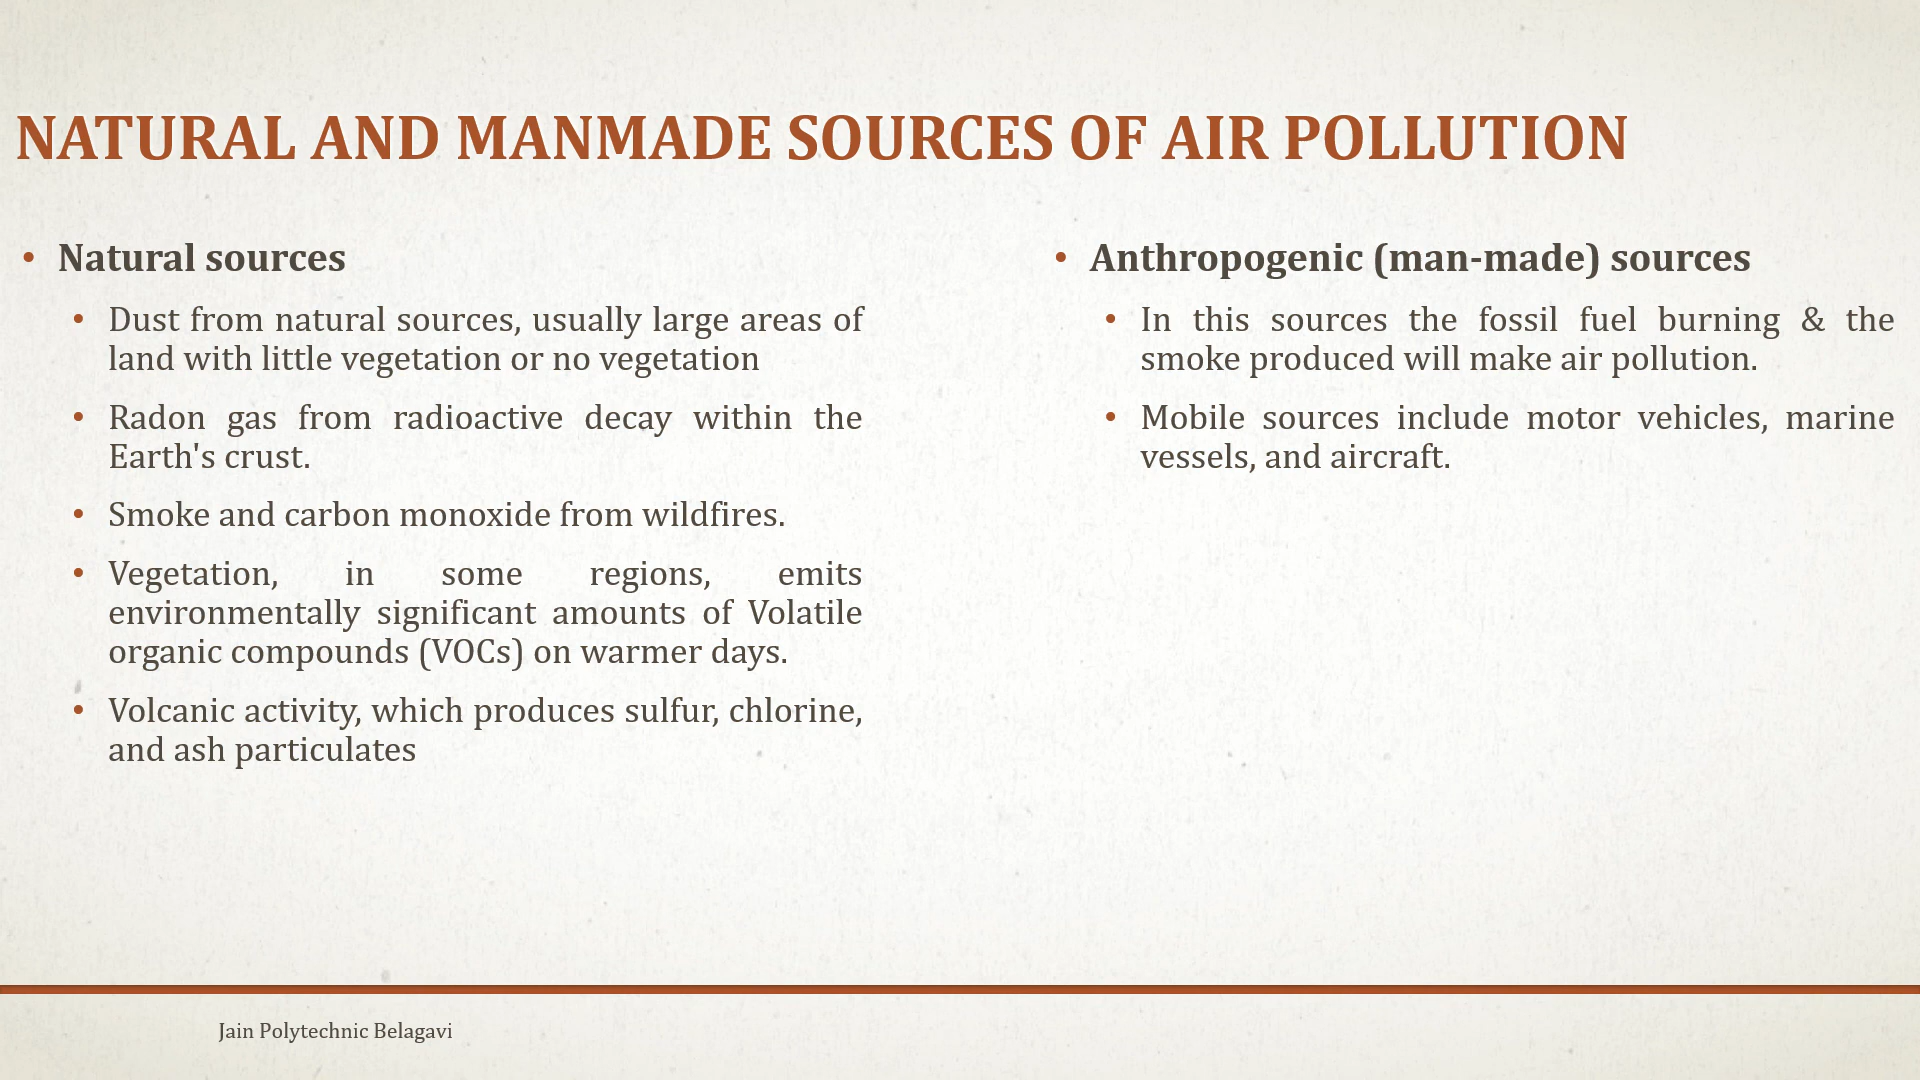 NATURAL AND MANMADE SOURCES OF AIR POLLUTION
• Natural sources
• Dust from natural sources, usually large areas of
land with little vegetation or no vegetation
• Radon gas from radioactive decay within the
Earth's crust.
• Smoke and carbon monoxide from wildfires.
• Vegetation, in some regions, emits
environmentally significant amounts of Volatile
organic compounds (VOCs) on warmer days.
• Volcanic activity, which produces sulfur, chlorine,
and ash particulates
• Anthropogenic (man-made) sources
• In this sources the fossil fuel burning & the
smoke produced will make air pollution.
• Mobile sources include motor vehicles, marine
vessels, and aircraft.
Jain Polytechnic Belagavi